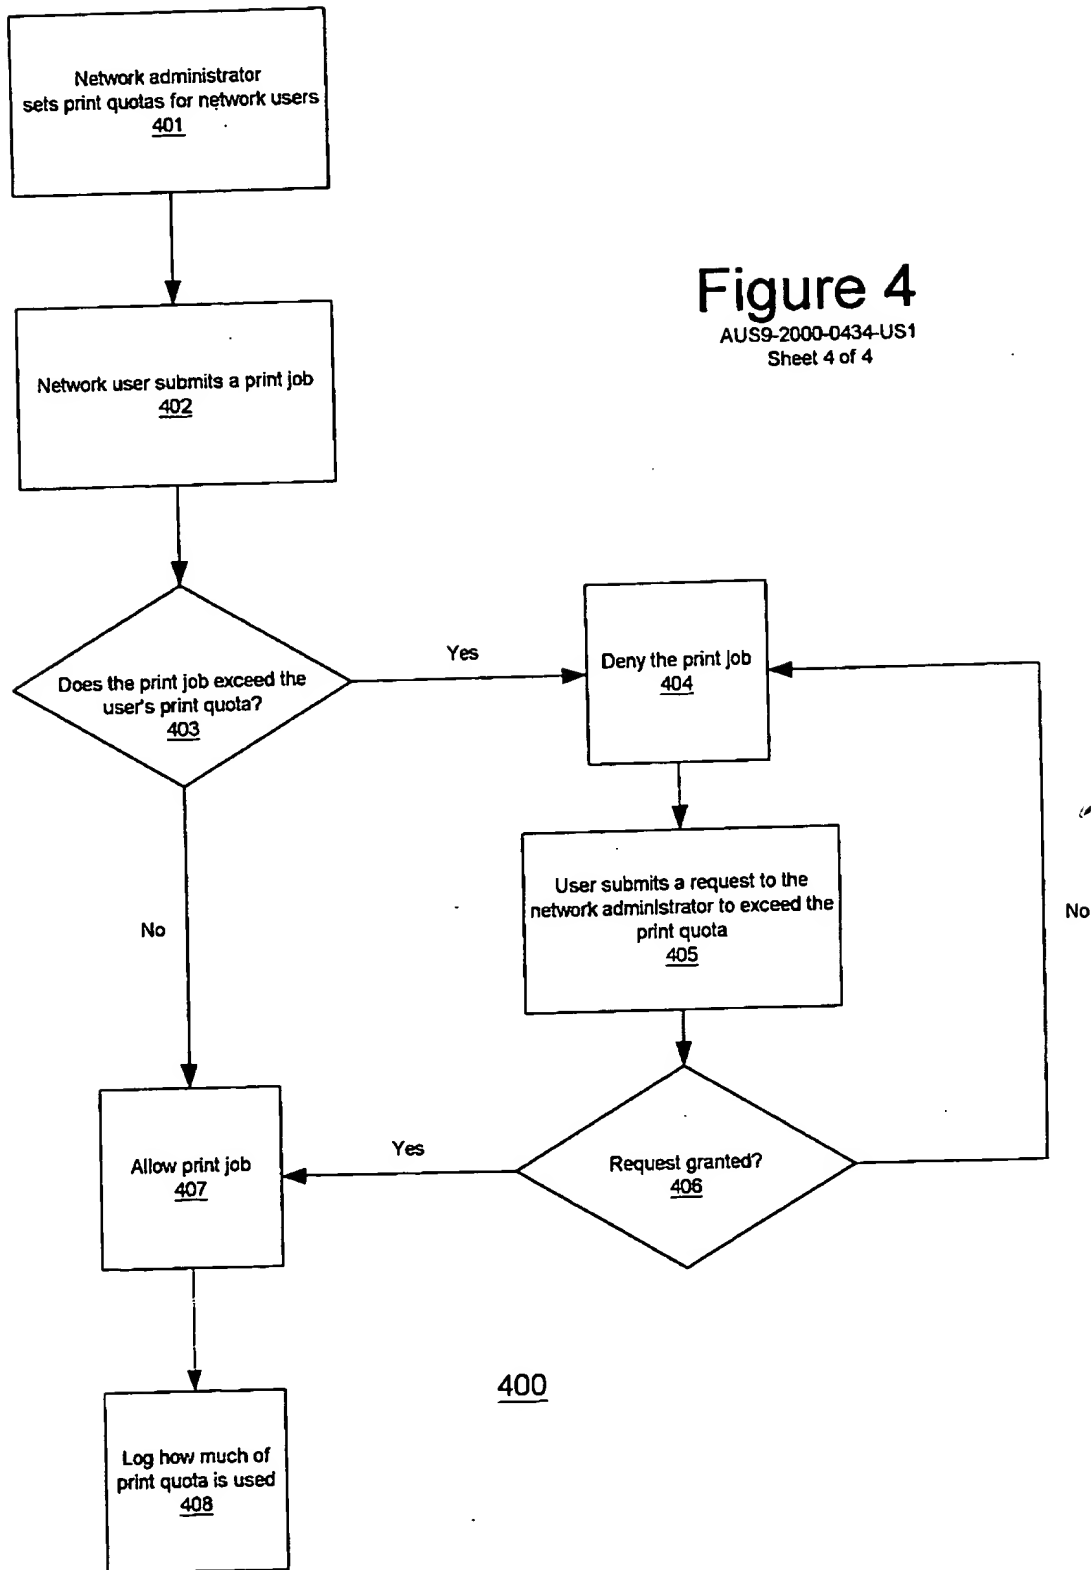 Network administrator
sets print quotas for network users
401
Figure 4
AUS9-2000-0434-US1
Sheet 4 of 4
Network user submits a print job
402
Does the print job exceed the
user's print quota?
403
Yes
Deny the print job
404
No
User submits a request to the
network administrator to exceed the
print quota
405
No
Allow print job
407
Yes
Request granted?
406
400
Log how much of
print quota is used
408